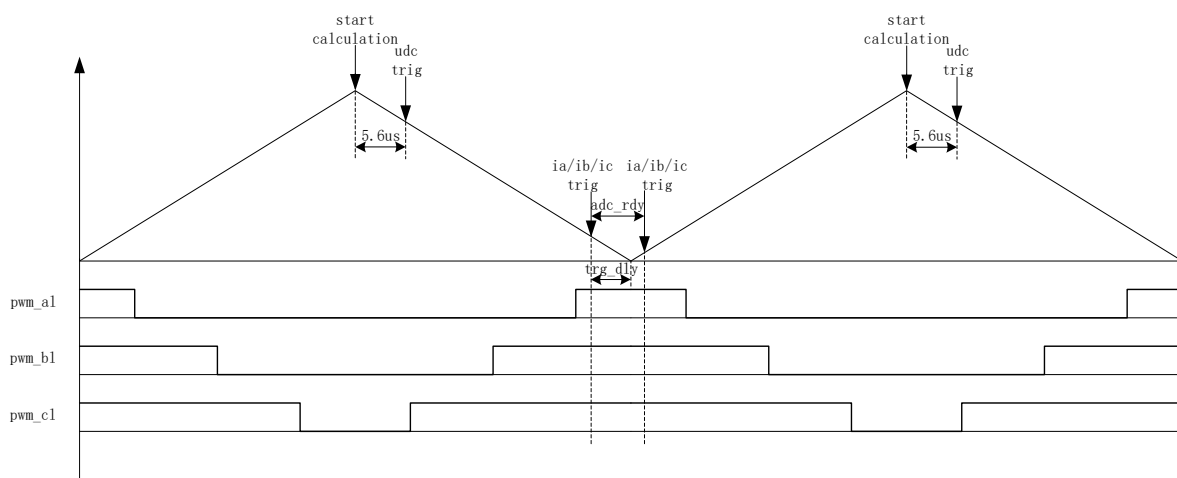 start
calculation
udc
trig
start
calculation
udc
trig
5.6us
5.6us
ia/ib/ic
trig
ia/ib/ic
trig
adc_rdy
trg_dly
pwm_al
pwm_bl
pwm_cl